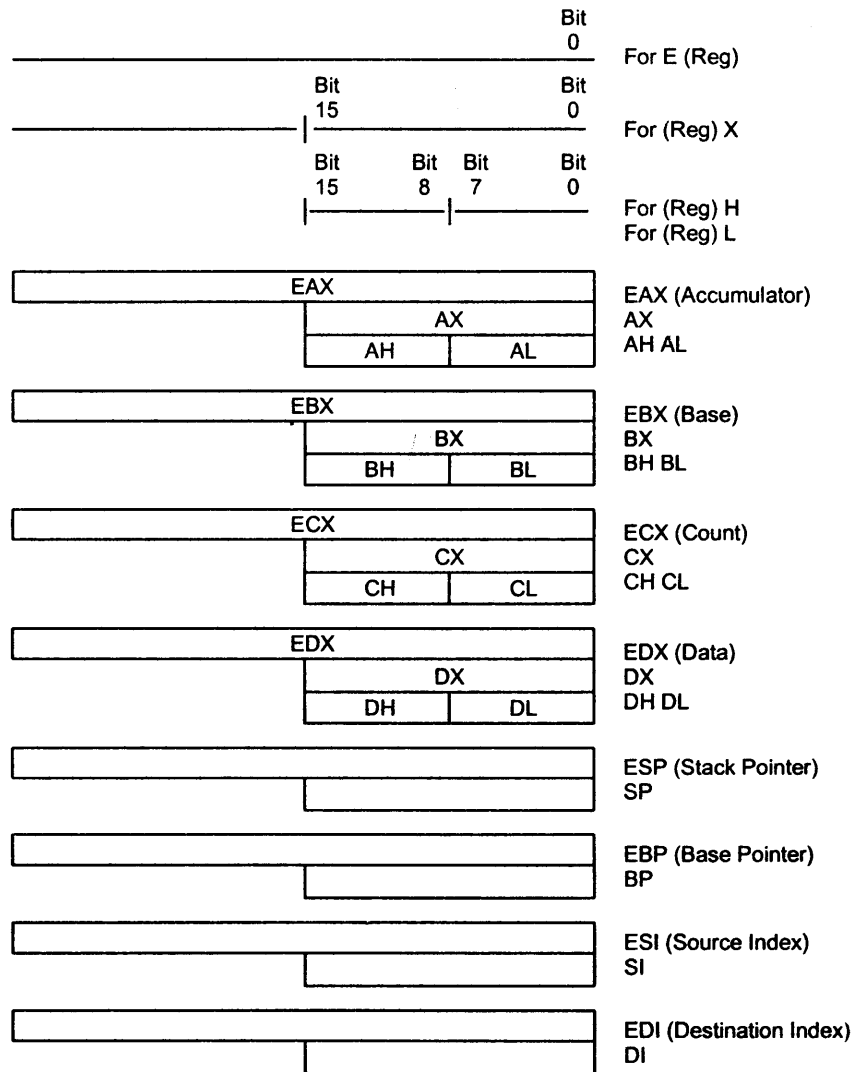 Bit
0
For E (Reg)
Bit Bit
15 0
For (Reg) X
Bit Bit Bit Bit
15 8 7 0
For (Reg) H
For (Reg) L
EAX
EAX (Accumulator)
AX
AX
AH AL
AH AL
EBX
EBX (Base)
BX
BX
BH BL
BH BL
ECX
ECX (Count)
CX
CX
CH CL
CH CL
EDX
EDX (Data)
DX
DX
DH DL
DH DL
ESP (Stack Pointer)
SP
EBP (Base Pointer)
BP
ESI (Source Index)
SI
EDI (Destination Index)
DI